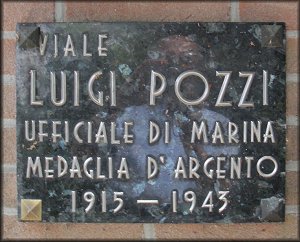 VIALE
LUIGI POZZI
UFFICIALE DI MARINA
MEDAGLIA D'ARGENTO
1915 - 1943